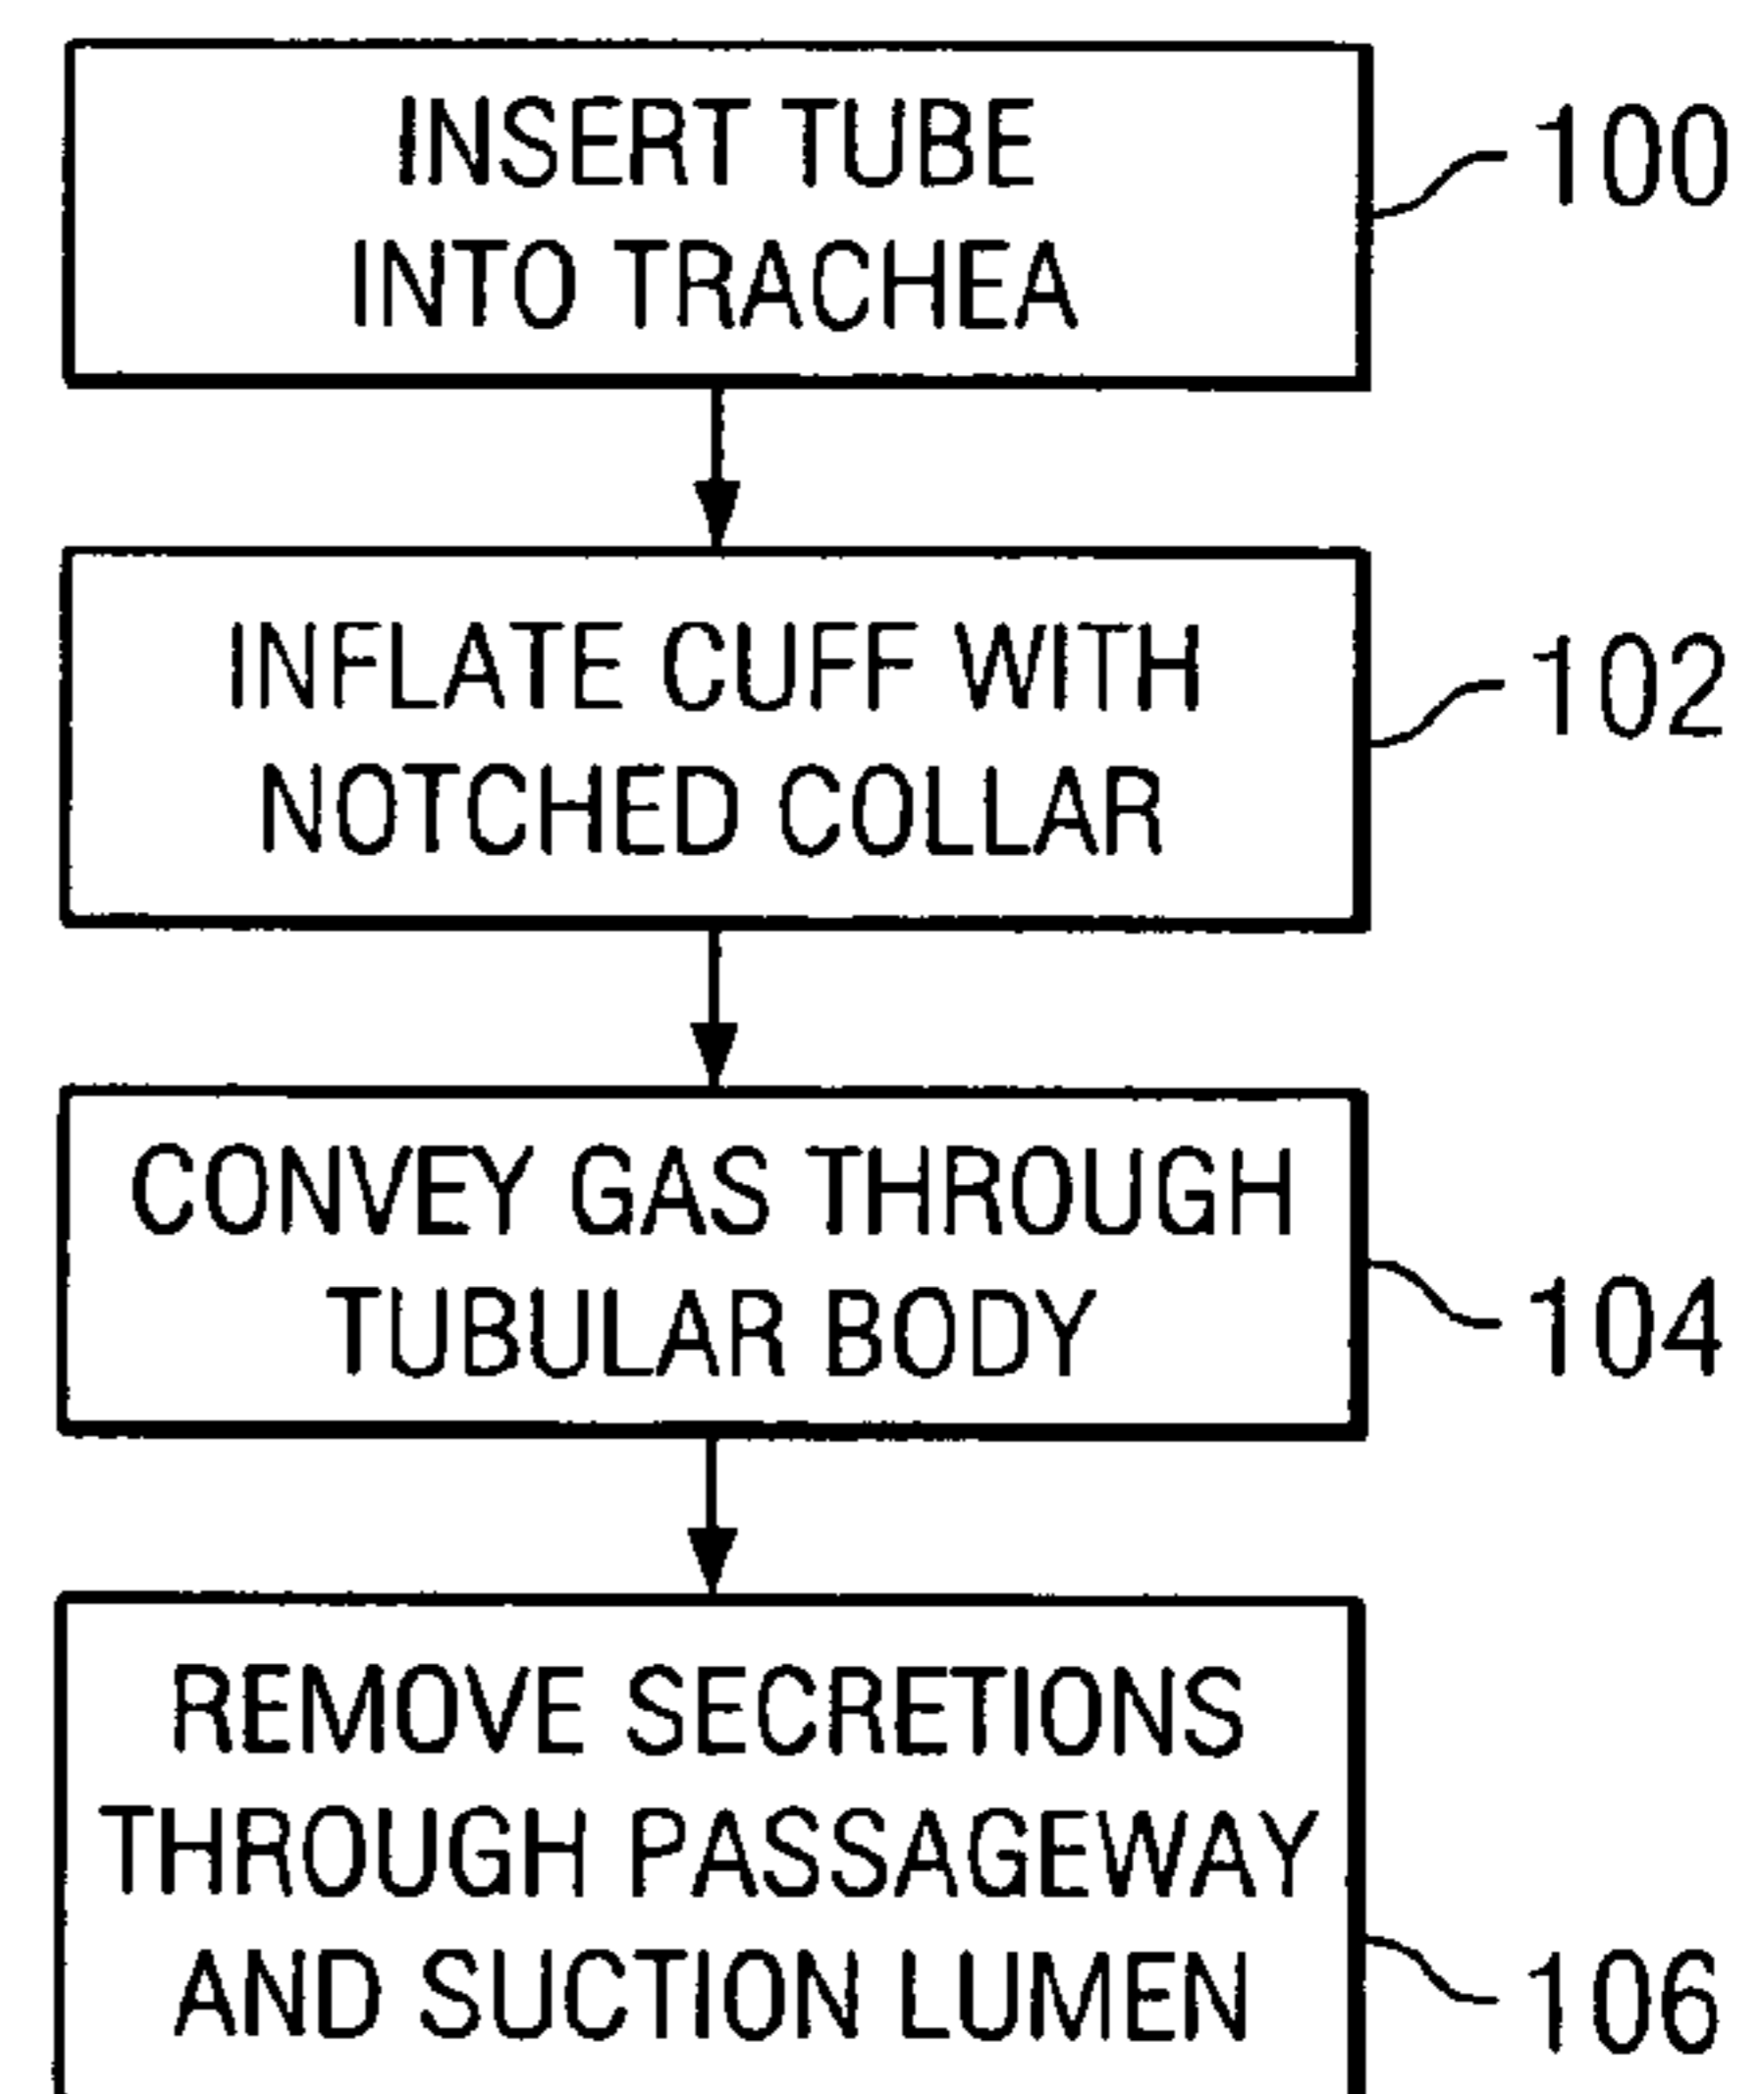 INSERT TUBE
INTO TRACHEA
100
INFLATE CUFF WITH
NOTCHED COLLAR
102
CONVEY GAS THROUGH
TUBULAR BODY
104
REMOVE SECRETIONS
THROUGH PASSAGEWAY
AND SUCTION LUMEN
106